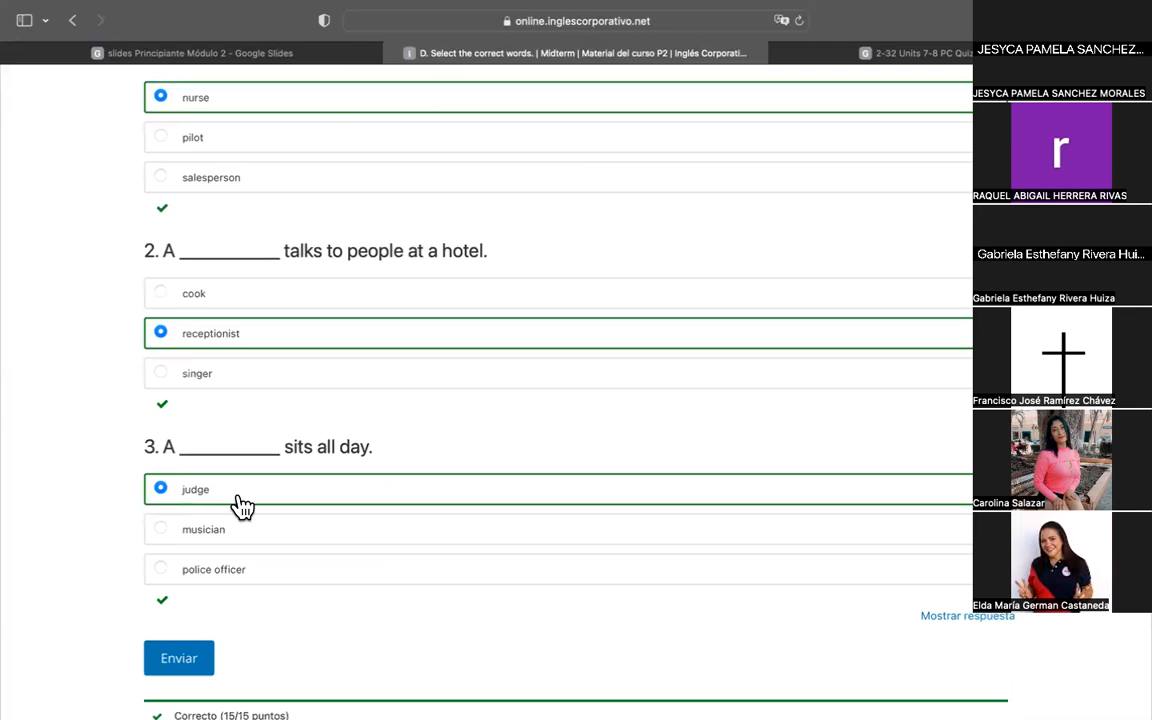 online.inglescorporativo.net
slides Principiante Módulo 2 - Google Slides
D. Select the correct words. | Midterm | Material del curso P2 | Inglés Corporati...
2-32 Units 7-8 PC Qui
nurse
pilot
salesperson
2. A __________ talks to people at a hotel.
cook
receptionist
singer
3. A __________ sits all day.
judge
musician
police officer
Mostrar respuesta
Enviar
Correcto (15/15 puntos)
JESYCA PAMELA SANCHEZ...
JESYCA PAMELA SANCHEZ MORALES
r
RAQUEL ABIGAIL HERRERA RIVAS
Gabriela Esthefany Rivera Hui...
Gabriela Esthefany Rivera Huiza
Francisco José Ramírez Chávez
Carolina Salazar
Elda María German Castaneda